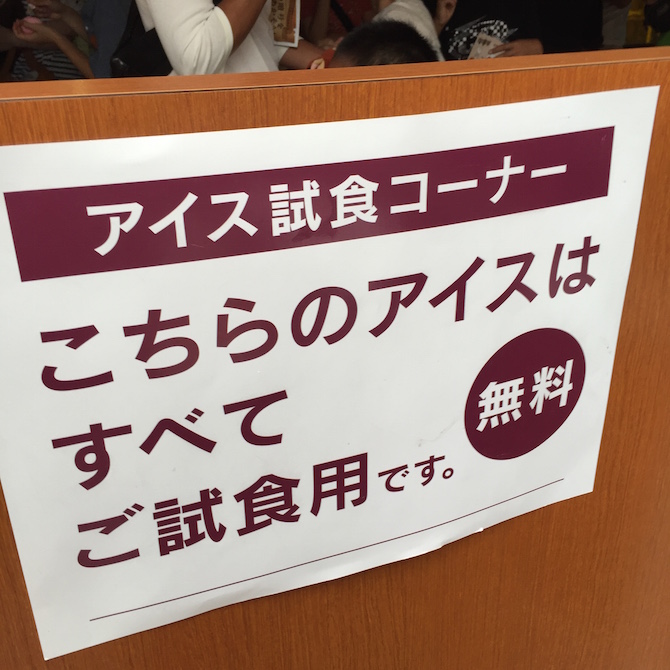 アイス試食コーナー
こちらのアイスは
すべて
無料
ご試食用です。